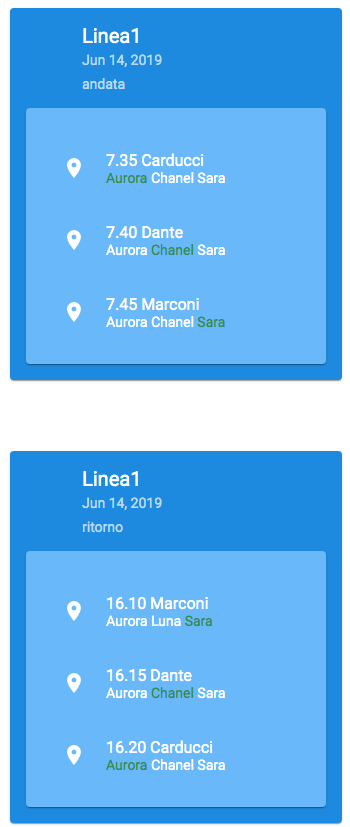 Linea1
Jun 14, 2019
andata
7.35 Carducci
Aurora Chanel Sara
7.40 Dante
Aurora Chanel Sara
7.45 Marconi
Aurora Chanel Sara
Linea1
Jun 14, 2019
ritorno
16.10 Marconi
Aurora Luna Sara
16.15 Dante
Aurora Chanel Sara
16.20 Carducci
Aurora Chanel Sara